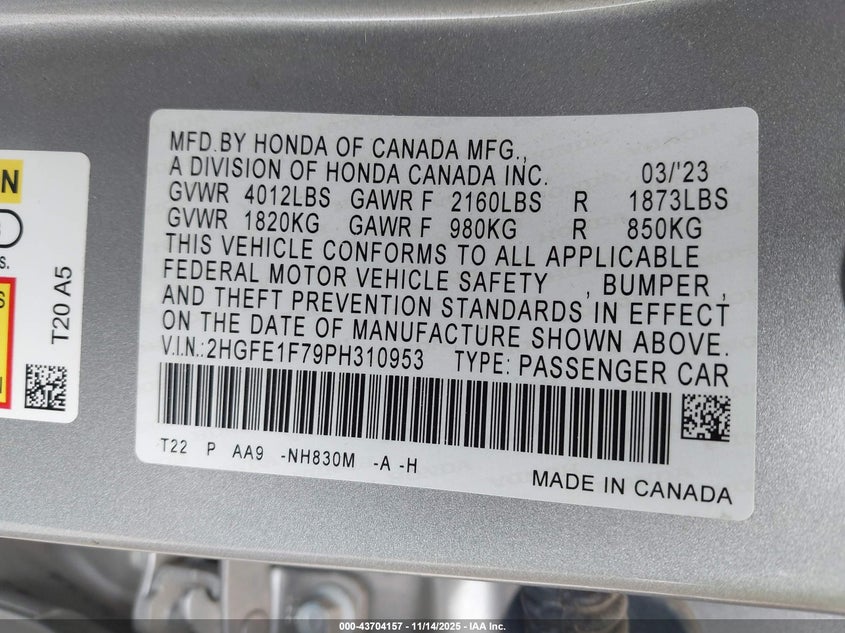 MFD.BY HONDA OF CANADA MFG.,
A DIVISION OF HONDA CANADA INC. 03/'23
GVWR 4012LBS GAWR F 2160LBS R 1873LBS
GVWR 1820KG GAWR F 980KG R 850KG
THIS VEHICLE CONFORMS TO ALL APPLICABLE
FEDERAL MOTOR VEHICLE SAFETY , BUMPER ,
AND THEFT PREVENTION STANDARDS IN EFFECT
ON THE DATE OF MANUFACTURE SHOWN ABOVE.
V.I.N.:2HGFE1F79PH310953 TYPE: PASSENGER CAR
T22 P AA9 -NH830M -A -H
MADE IN CANADA
T20 A5
000-43704157 - 11/14/2025 - IAA Inc.